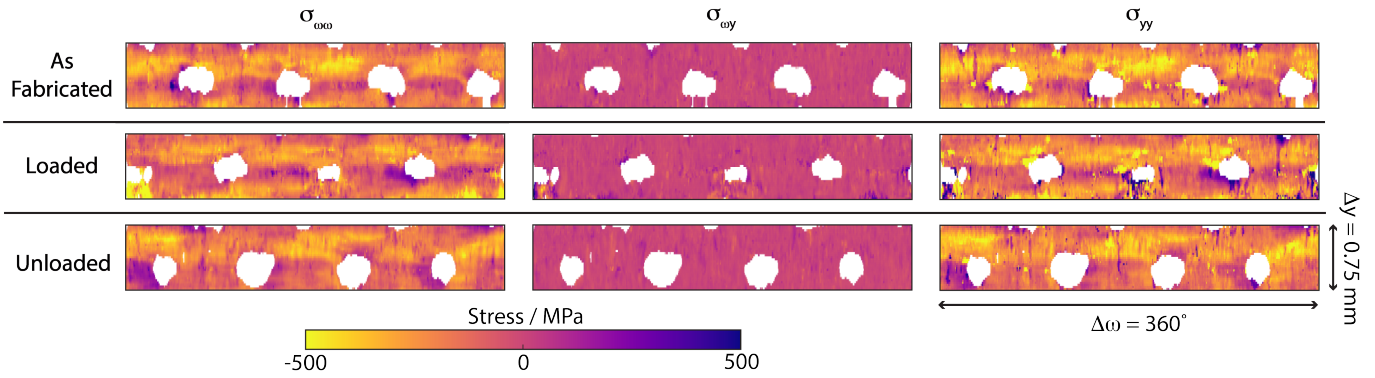 σωω σωy σyy
As
Fabricated
Loaded
Unloaded
Δy = 0.75 mm
Δω = 360°
Stress / MPa
-500 0 500